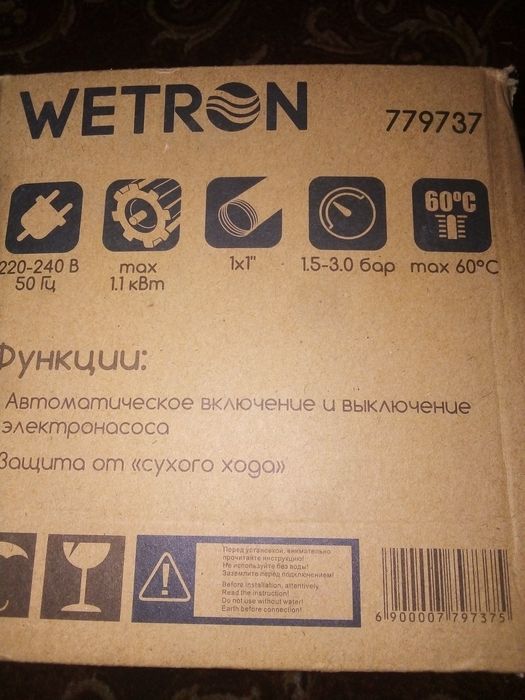 WETRON
779737
60°C
220-240 В
50 Гц
max
1.1 кВт
1x1"
1.5-3.0 бар
max 60°C
Функции:
Автоматическое включение и выключение
электронасоса
Защита от «сухого хода»
Перед установкой, внимательно
прочитайте инструкцию!
Не используйте без воды!
Заземлите перед подключением!
Before installation, attentively
Read the instruction!
Do not use without water!
Earth before connection!
6 900007 797375